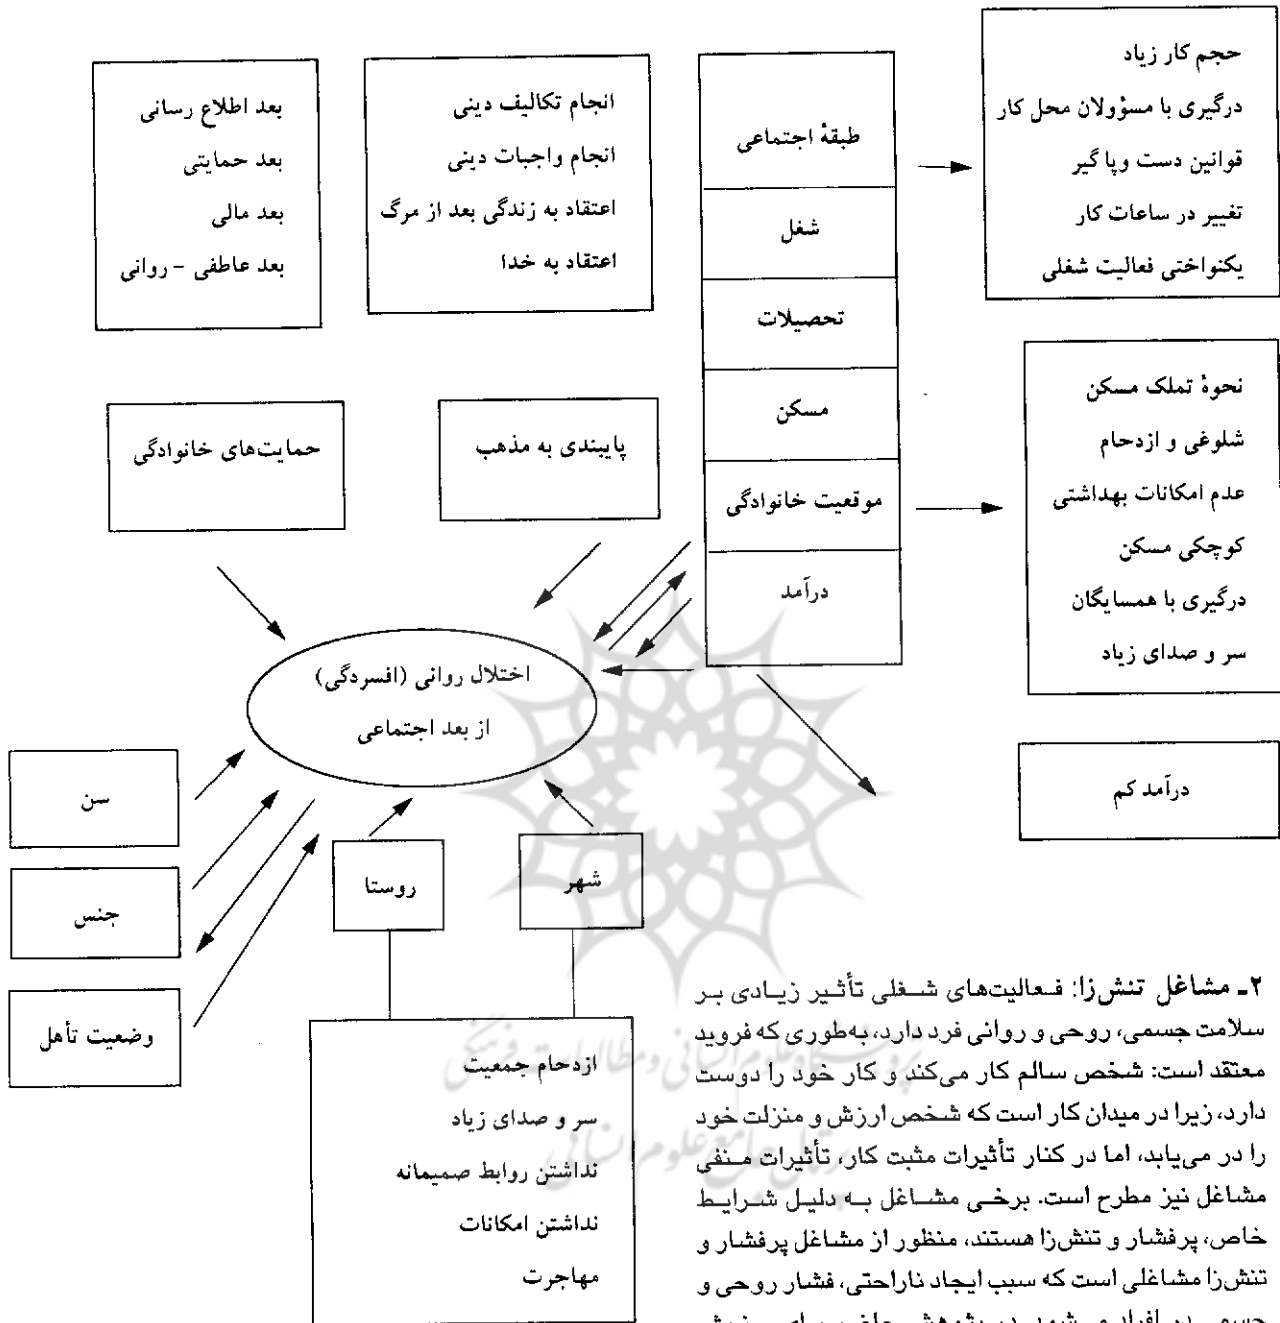 حجم کار زیاد
درگیری با مسؤولان محل کار
قوانین دست وپا گیر
تغییر در ساعات کار
یکنواختی فعالیت شغلی
طبقهٔ اجتماعی
شغل
تحصیلات
مسکن
موقعیت خانوادگی
درآمد
انجام تکالیف دینی
انجام واجبات دینی
اعتقاد به زندگی بعد از مرگ
اعتقاد به خدا
بعد اطلاع رسانی
بعد حمایتی
بعد مالی
بعد عاطفی - روانی
نحوهٔ تملک مسکن
شلوغی و ازدحام
عدم امکانات بهداشتی
کوچکی مسکن
درگیری با همسایگان
سر و صدای زیاد
پایبندی به مذهب
حمایت‌های خانوادگی
اختلال روانی (افسردگی)
از بعد اجتماعی
درآمد کم
سن
جنس
وضعیت تأهل
شهر
روستا
ازدحام جمعیت
سر و صدای زیاد
نداشتن روابط صمیمانه
نداشتن امکانات
مهاجرت
۲ـ مشاغل تنش‌زا: فعالیت‌های شغلی تأثیر زیادی بر
سلامت جسمی، روحی و روانی فرد دارد، به‌طوری که فروید
معتقد است: شخص سالم کار می‌کند و کار خود را دوست
دارد، زیرا در میدان کار است که شخص ارزش و منزلت خود
را در می‌یابد، اما در کنار تأثیرات مثبت کار، تأثیرات منفی
مشاغل نیز مطرح است. برخی مشاغل به دلیل شرایط
خاص، پرفشار و تنش‌زا هستند، منظور از مشاغل پرفشار و
تنش‌زا مشاغلی است که سبب ایجاد ناراحتی، فشار روحی و
پژوهشگاه علوم انسانی و مطالعات فرهنگی
پرتال جامع علوم انسانی